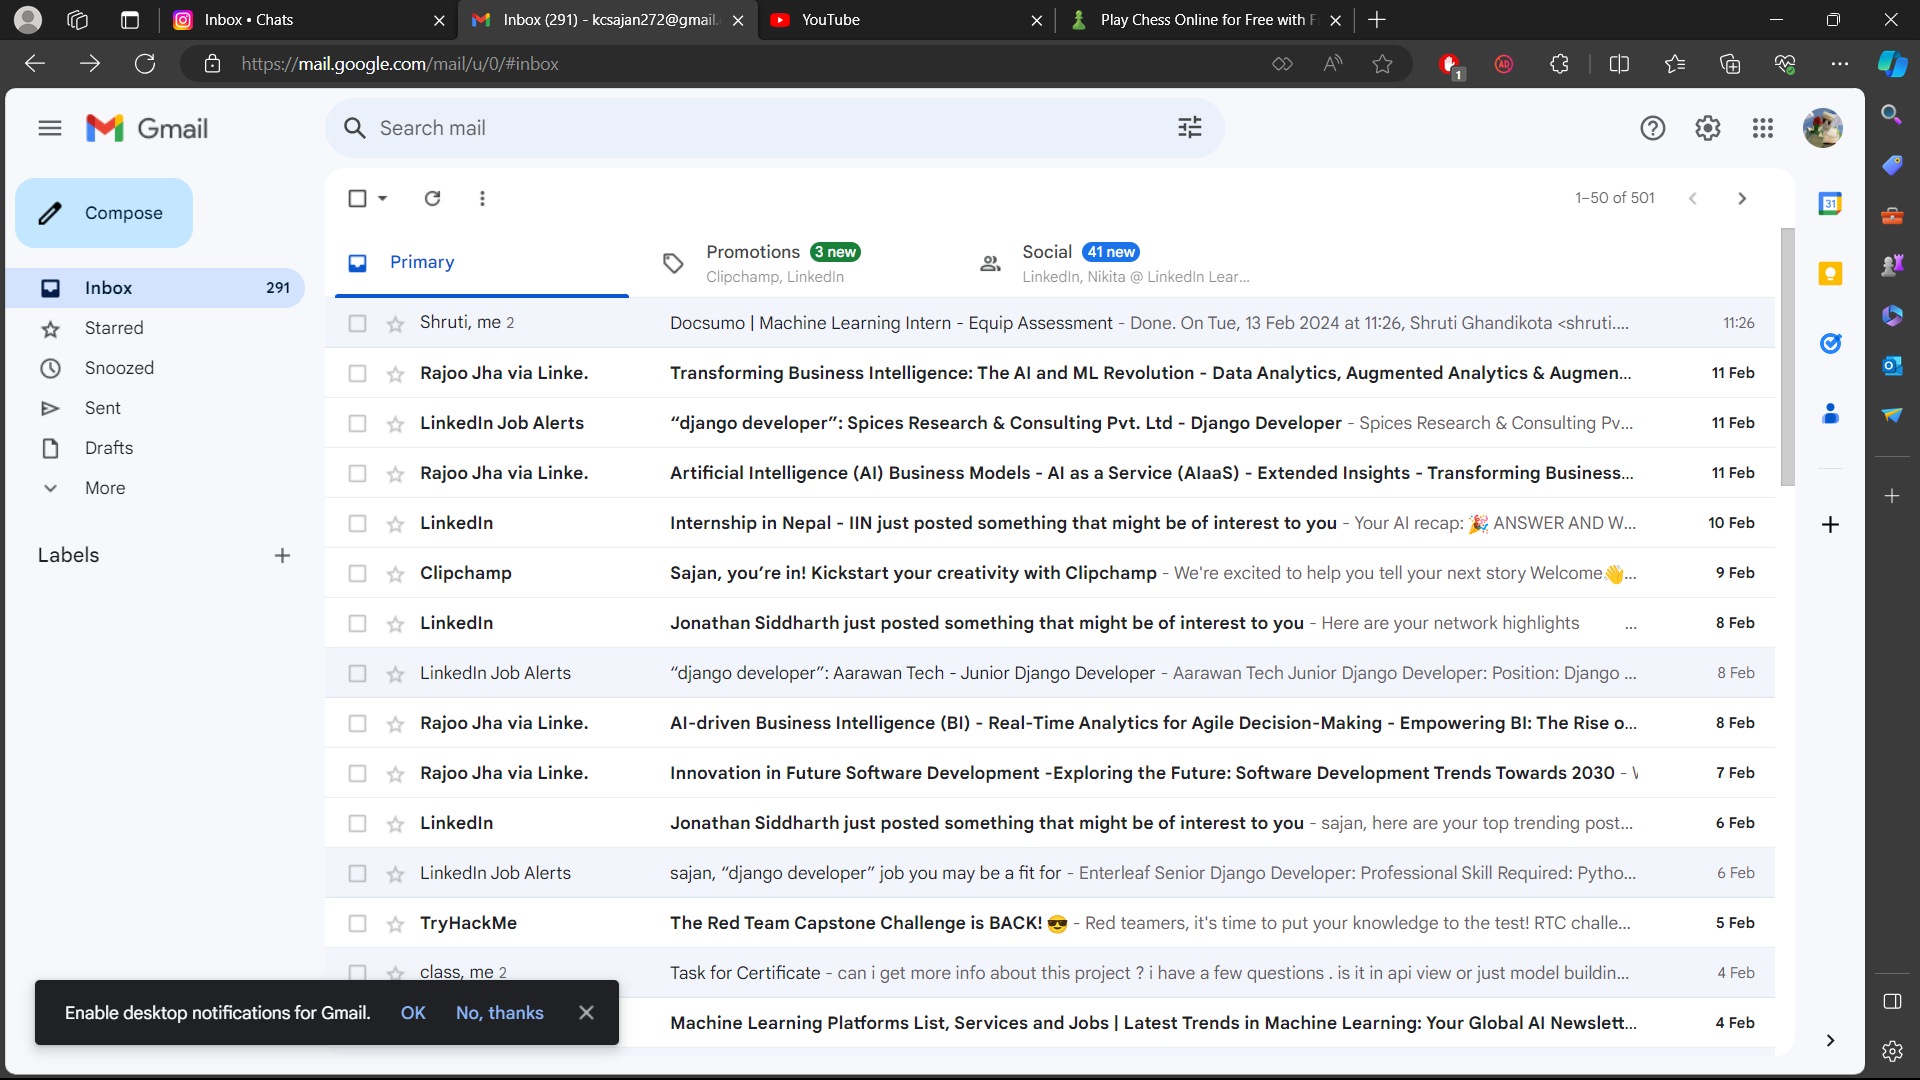 Inbox • Chats
Inbox (291) - kcsajan272@gmail.
YouTube
Play Chess Online for Free with F
https://mail.google.com/mail/u/0/#inbox
1
Gmail
Search mail
Compose
1–50 of 501
31
Primary
Promotions 3 new
Clipchamp, LinkedIn
Social 41 new
LinkedIn, Nikita @ LinkedIn Lear...
Inbox 291
Starred
Snoozed
Sent
Drafts
More
Labels
Shruti, me 2 Docsumo | Machine Learning Intern - Equip Assessment - Done. On Tue, 13 Feb 2024 at 11:26, Shruti Ghandikota <shruti.... 11:26
Rajoo Jha via Linke. Transforming Business Intelligence: The AI and ML Revolution - Data Analytics, Augmented Analytics & Augmen... 11 Feb
LinkedIn Job Alerts “django developer”: Spices Research & Consulting Pvt. Ltd - Django Developer - Spices Research & Consulting Pv... 11 Feb
Rajoo Jha via Linke. Artificial Intelligence (AI) Business Models - AI as a Service (AIaaS) - Extended Insights - Transforming Business... 11 Feb
LinkedIn Internship in Nepal - IIN just posted something that might be of interest to you - Your AI recap: 🎉 ANSWER AND W... 10 Feb
Clipchamp Sajan, you’re in! Kickstart your creativity with Clipchamp - We're excited to help you tell your next story Welcome👋... 9 Feb
LinkedIn Jonathan Siddharth just posted something that might be of interest to you - Here are your network highlights ... 8 Feb
LinkedIn Job Alerts “django developer”: Aarawan Tech - Junior Django Developer - Aarawan Tech Junior Django Developer: Position: Django ... 8 Feb
Rajoo Jha via Linke. AI-driven Business Intelligence (BI) - Real-Time Analytics for Agile Decision-Making - Empowering BI: The Rise o... 8 Feb
Rajoo Jha via Linke. Innovation in Future Software Development -Exploring the Future: Software Development Trends Towards 2030 - 7 Feb
LinkedIn Jonathan Siddharth just posted something that might be of interest to you - sajan, here are your top trending post... 6 Feb
LinkedIn Job Alerts sajan, “django developer” job you may be a fit for - Enterleaf Senior Django Developer: Professional Skill Required: Pytho... 6 Feb
TryHackMe The Red Team Capstone Challenge is BACK! 😎 - Red teamers, it's time to put your knowledge to the test! RTC challe... 5 Feb
class, me 2 Task for Certificate - can i get more info about this project ? i have a few questions . is it in api view or just model buildin... 4 Feb
Machine Learning Platforms List, Services and Jobs | Latest Trends in Machine Learning: Your Global AI Newslett... 4 Feb
Enable desktop notifications for Gmail. OK No, thanks